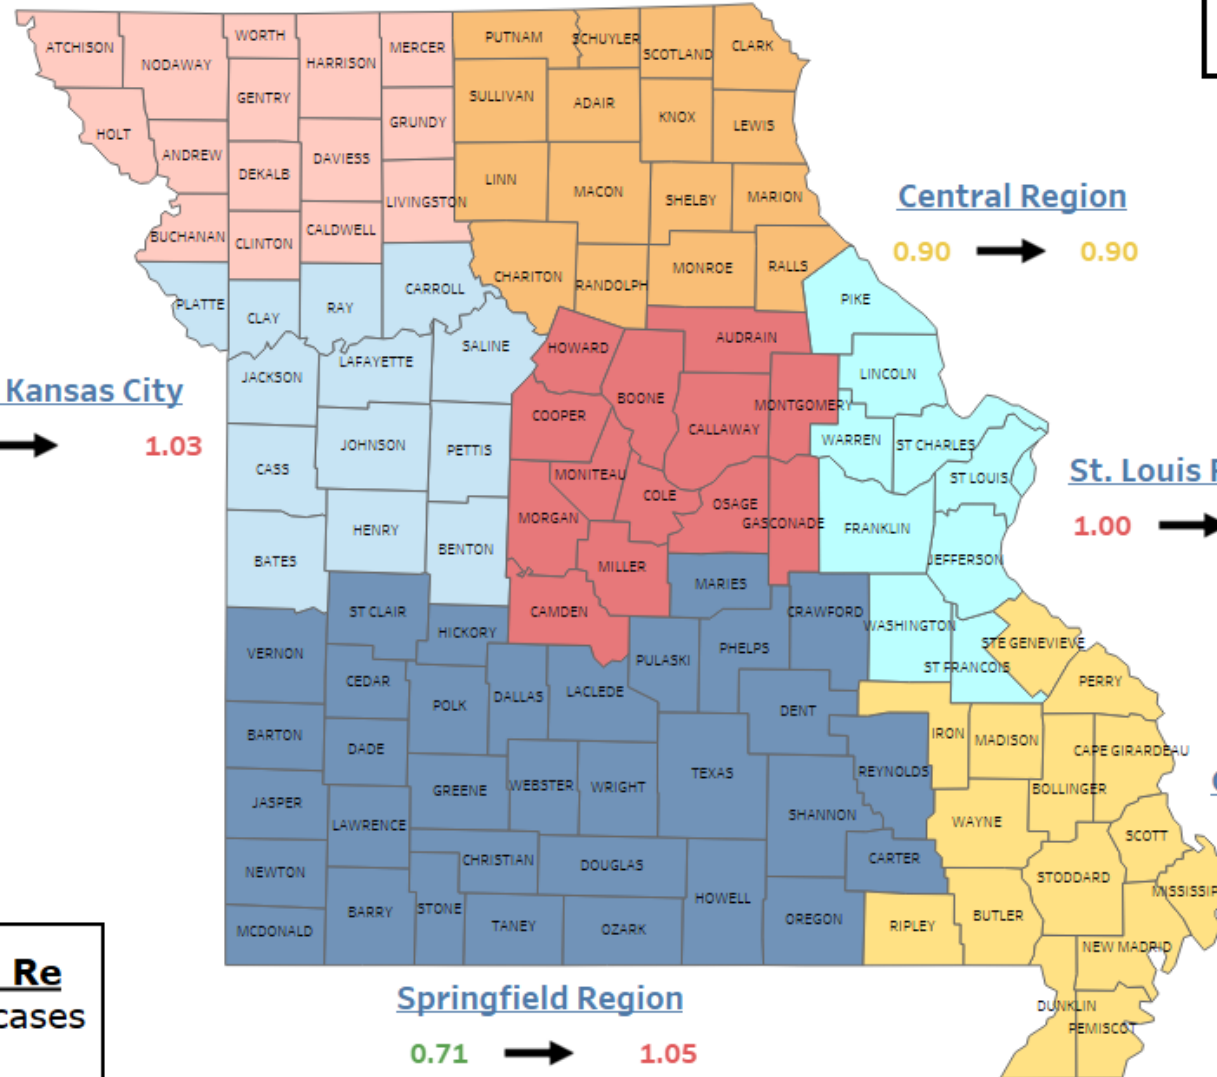 ATCHISON
NODAWAY
WORTH
HARRISON
MERCER
PUTNAM
SCHUYLER
SCOTLAND
CLARK
GENTRY
SULLIVAN
ADAIR
KNOX
LEWIS
HOLT
GRUNDY
ANDREW
DEKALB
DAVIESS
LINN
MACON
SHELBY
MARION
LIVINGSTON
BUCHANAN
CLINTON
CALDWELL
Central Region
0.90 0.90
CHARITON
RANDOLPH
MONROE
RALLS
PLATTE
CLAY
RAY
CARROLL
PIKE
SALINE
HOWARD
AUDRAIN
JACKSON
LAFAYETTE
LINCOLN
Kansas City
1.03
BOONE
MONTGOMERY
COOPER
CALLAWAY
WARREN
ST CHARLES
CASS
JOHNSON
PETTIS
MONITEAU
COLE
OSAGE
GASCONADE
ST LOUIS
St. Louis
1.00
HENRY
MORGAN
FRANKLIN
BATES
BENTON
MILLER
JEFFERSON
MARIES
ST CLAIR
HICKORY
CAMDEN
CRAWFORD
WASHINGTON
STE GENEVIEVE
VERNON
PULASKI
PHELPS
ST FRANCOIS
CEDAR
POLK
DALLAS
LACLEDE
DENT
PERRY
BARTON
DADE
IRON
MADISON
CAPE GIRARDEAU
JASPER
GREENE
WEBSTER
WRIGHT
TEXAS
REYNOLDS
BOLLINGER
LAWRENCE
SHANNON
WAYNE
SCOTT
NEWTON
CHRISTIAN
DOUGLAS
CARTER
STODDARD
MISSISSIP
BARRY
STONE
HOWELL
MCDONALD
TANEY
OZARK
OREGON
RIPLEY
BUTLER
NEW MADRID
Re
cases
DUNKLIN
PEMISCOT
Springfield Region
0.71 1.05